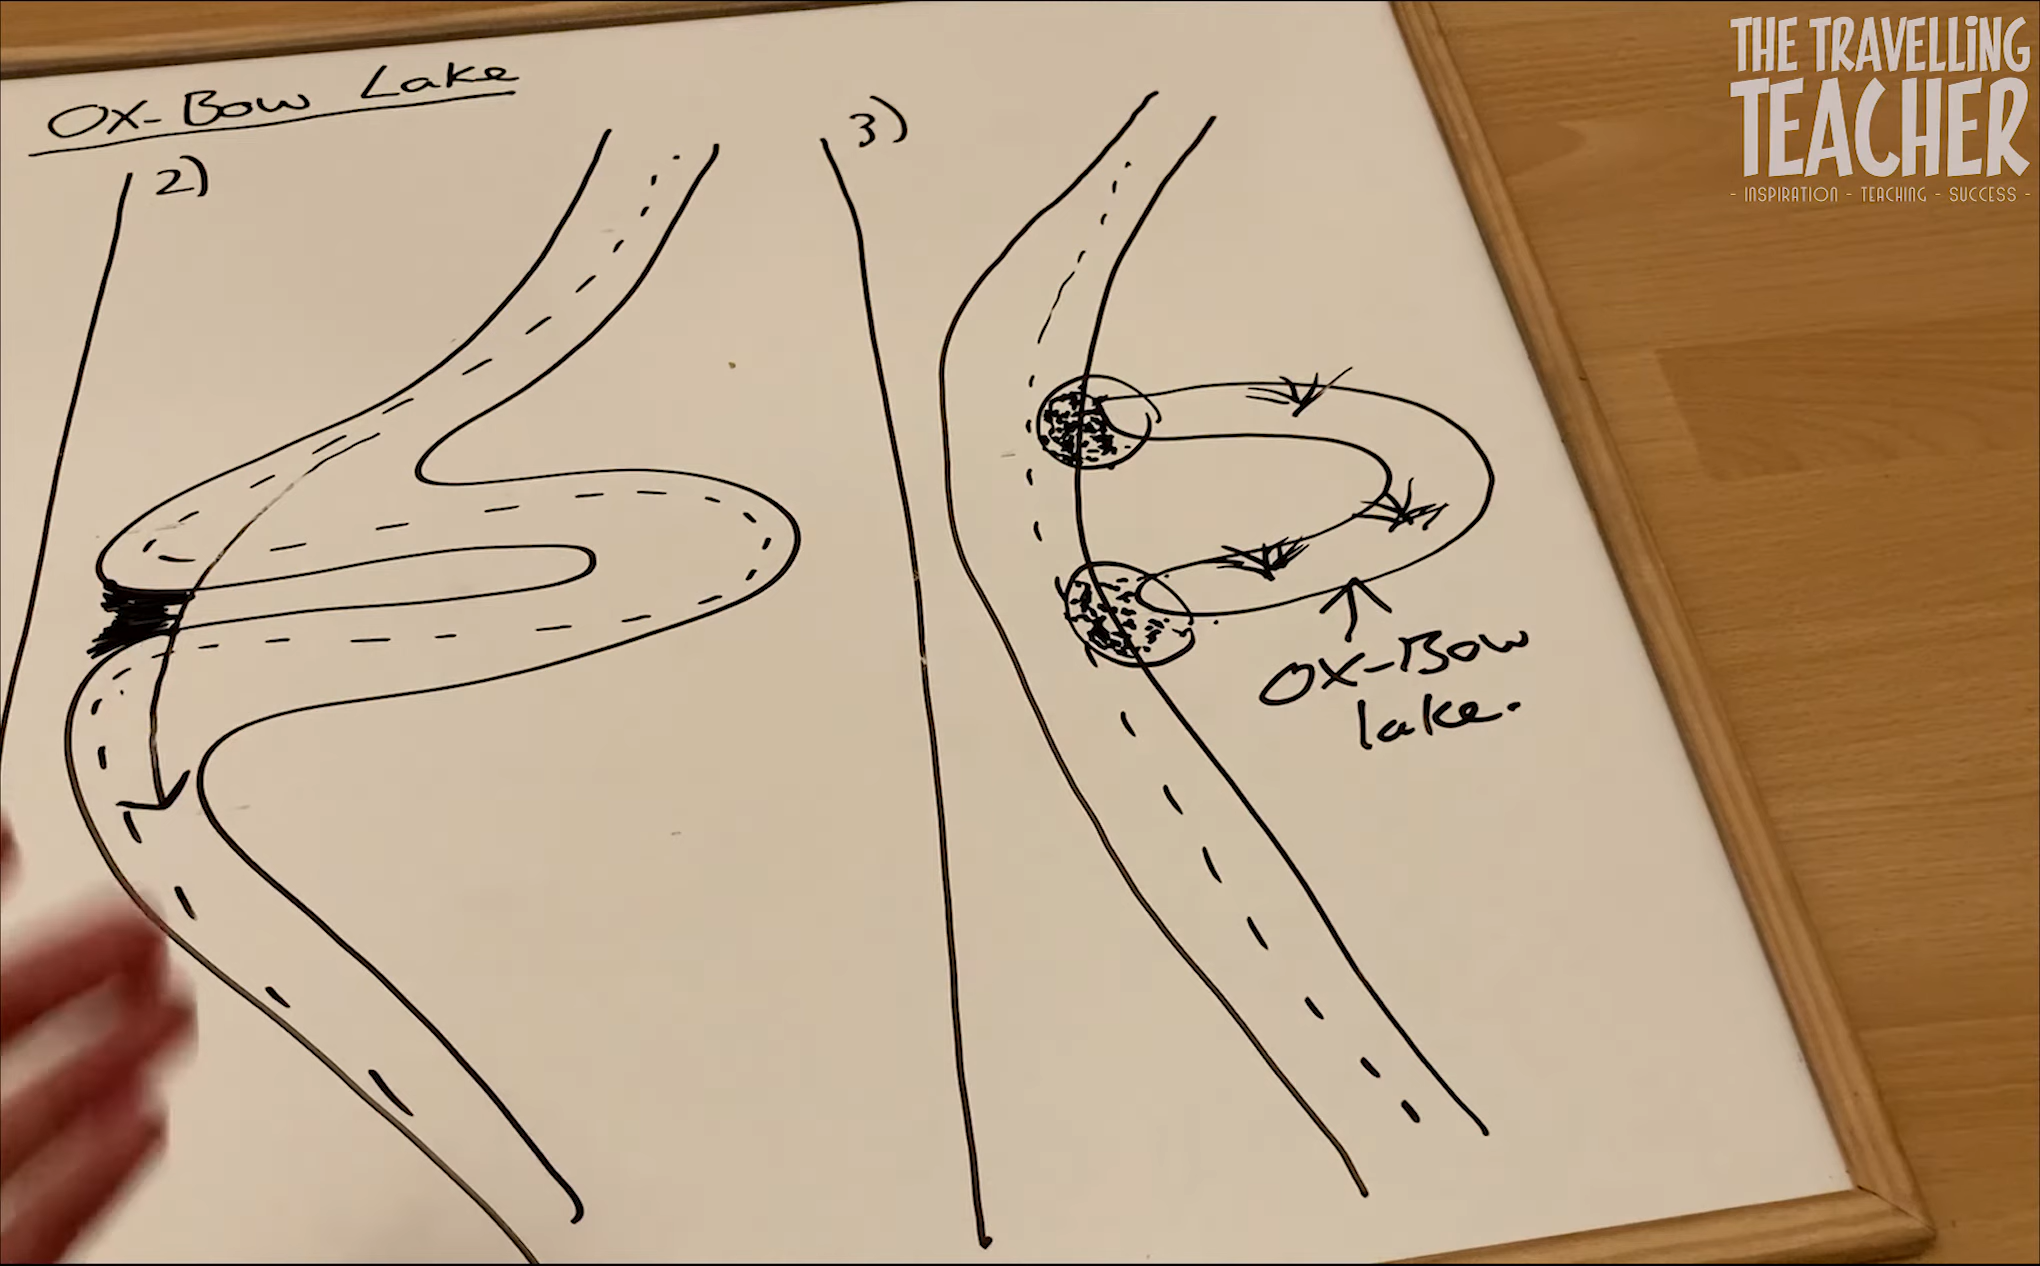 Ox-Bow Lake
2)
3)
Ox-Bow
lake.
THE TRAVELLiNG
TEACHER
- INSPIRATION - TEACHING - SUCCESS -